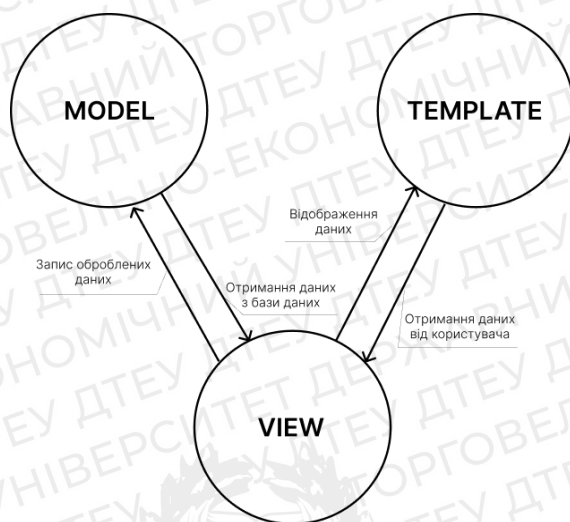 MODEL
TEMPLATE
Відображення
даних
Запис оброблених
даних
Отримання даних
з бази даних
Отримання даних
від користувача
VIEW